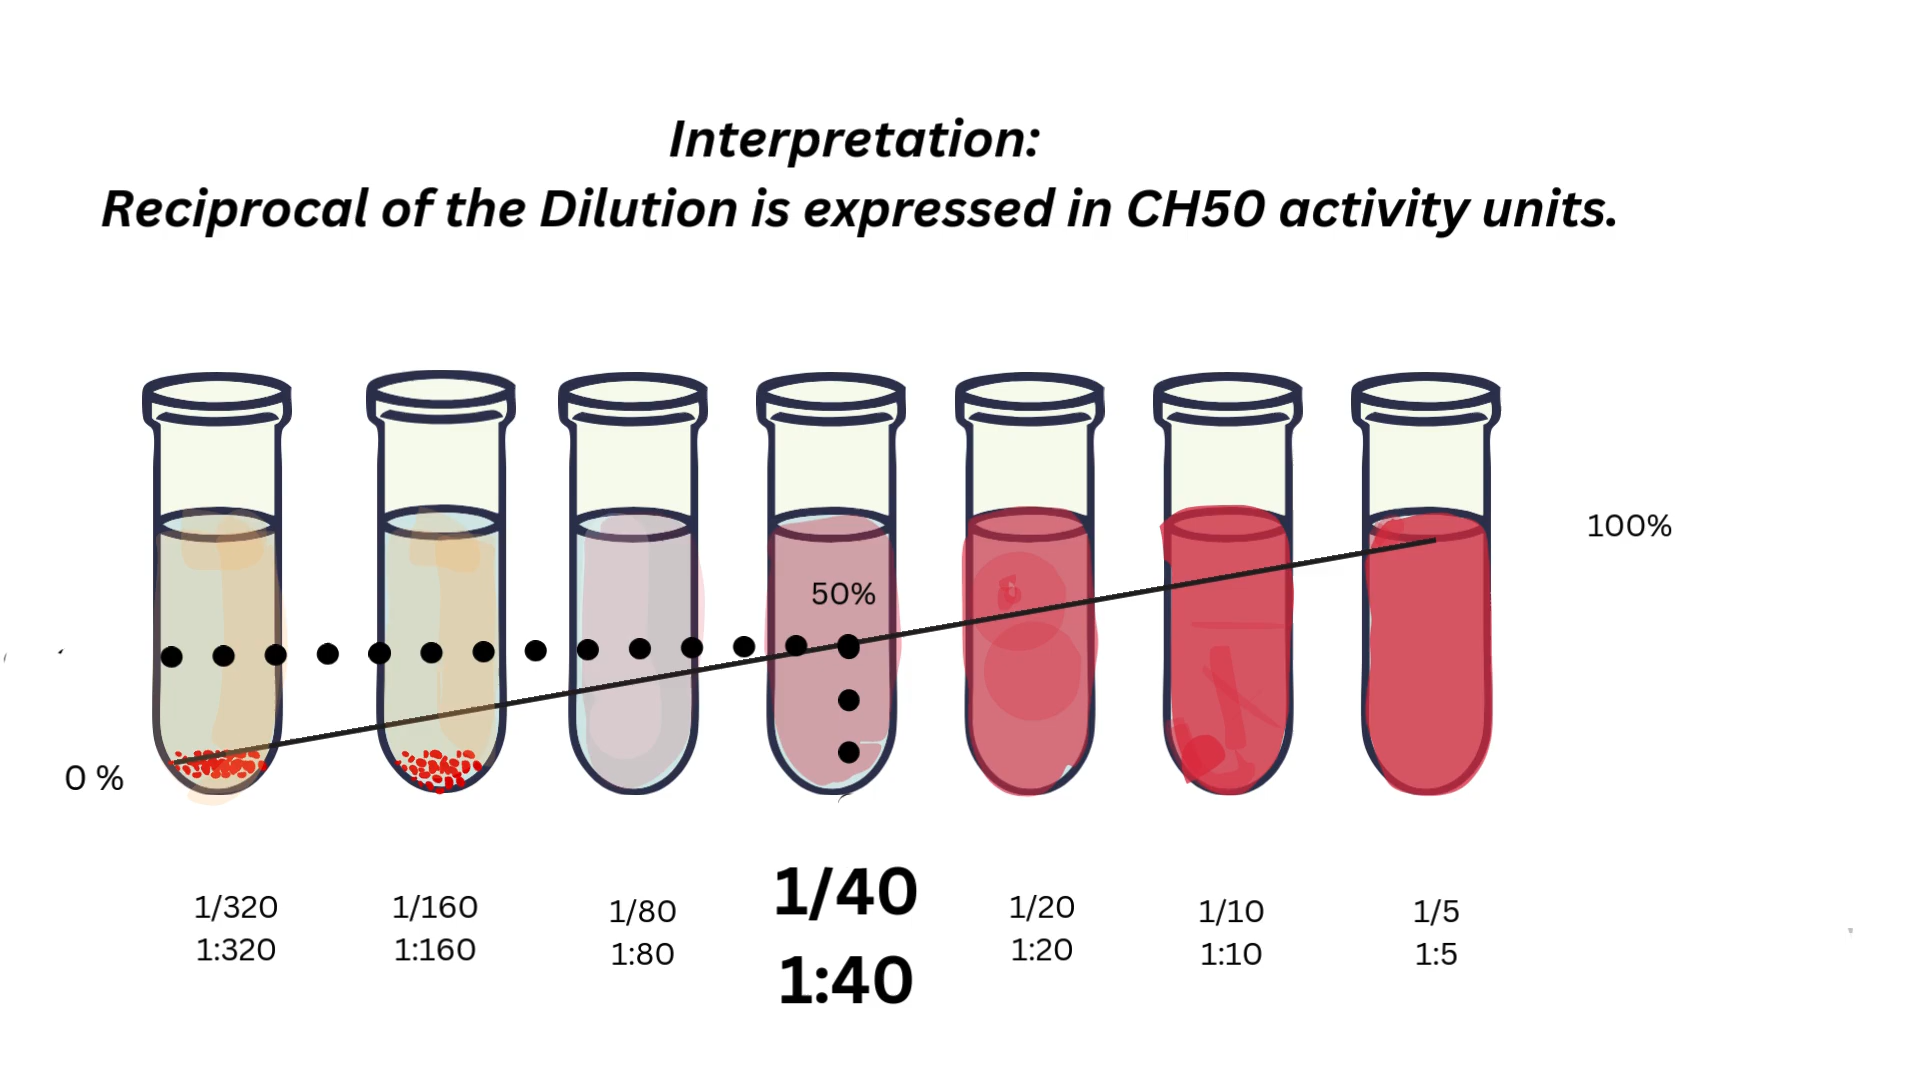 Interpretation:
Reciprocal of the Dilution is expressed in CH50 activity units.
100%
50%
0 %
1/320 1/160 1/80 1/40 1/20 1/10 1/5
1:320 1:160 1:80 1:40 1:20 1:10 1:5